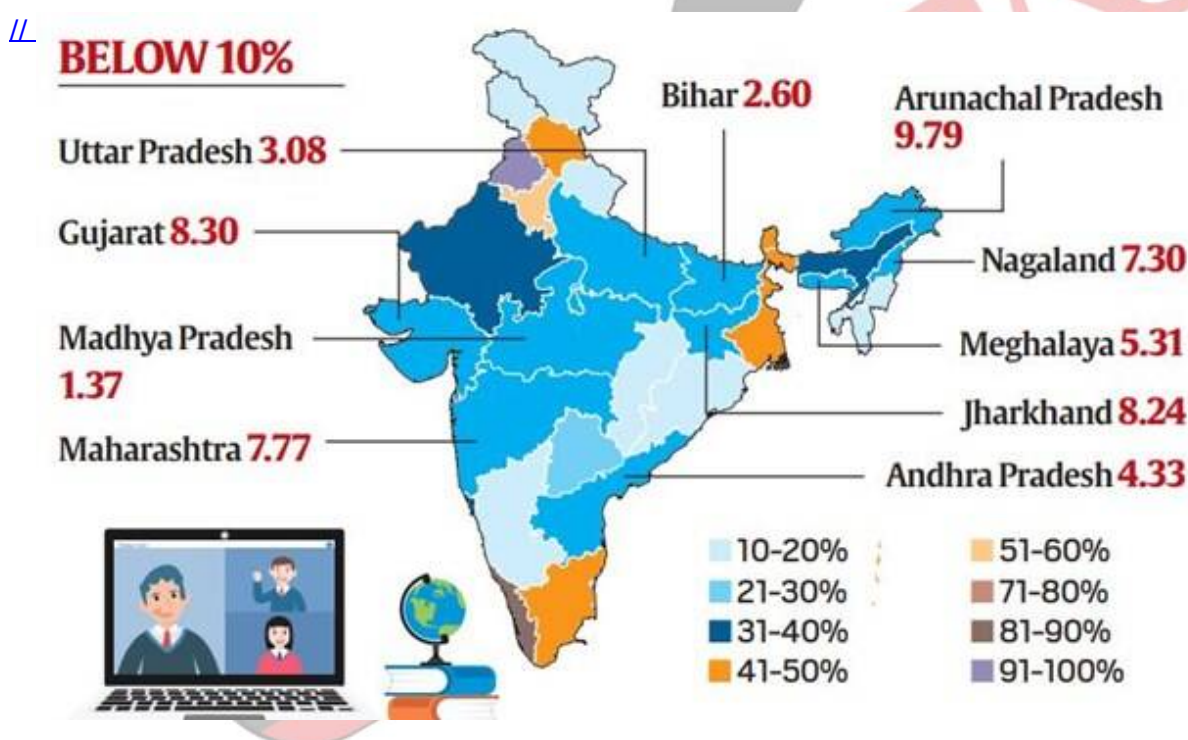 //
BELOW 10%
Bihar 2.60
Arunachal Pradesh
9.79
Uttar Pradesh 3.08
Gujarat 8.30
Nagaland 7.30
Madhya Pradesh
1.37
Meghalaya 5.31
Jharkhand 8.24
Maharashtra 7.77
Andhra Pradesh 4.33
10-20%
21-30%
31-40%
41-50%
51-60%
71-80%
81-90%
91-100%